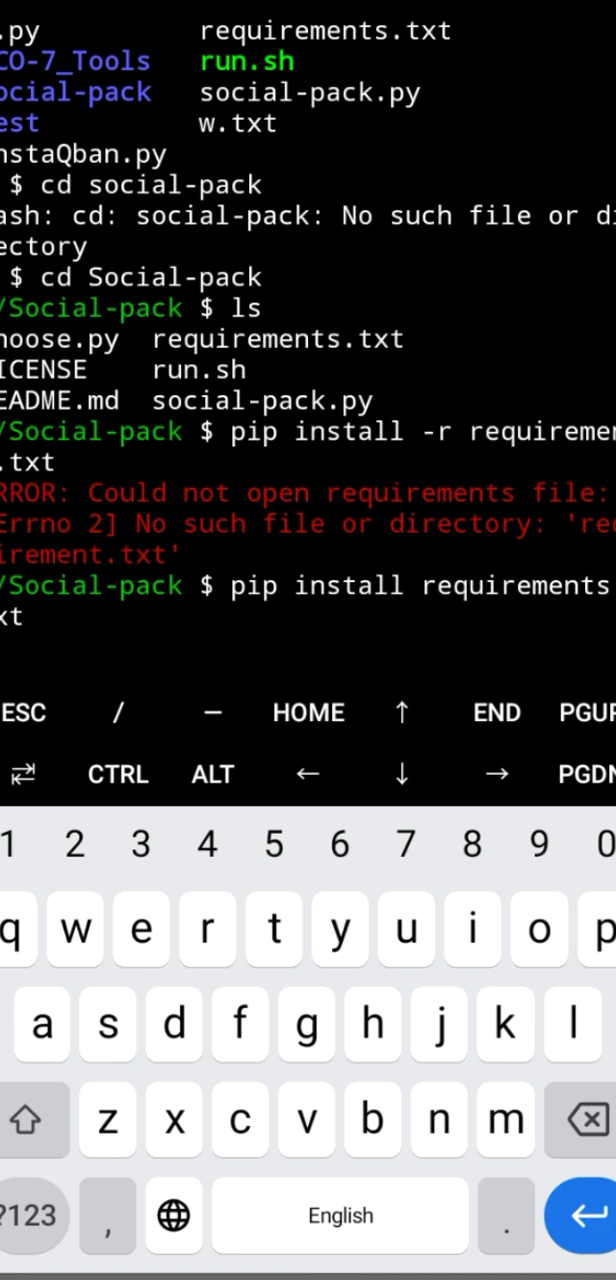 .py requirements.txt
CO-7_Tools run.sh
ocial-pack social-pack.py
est w.txt
nstaQban.py
$ cd social-pack
ash: cd: social-pack: No such file or di
ectory
$ cd Social-pack
/Social-pack $ ls
hoose.py requirements.txt
ICENSE run.sh
EADME.md social-pack.py
/Social-pack $ pip install -r requiremen
.txt
RROR: Could not open requirements file:
Errno 2] No such file or directory: 'req
irement.txt'
/Social-pack $ pip install requirements
xt
ESC / — HOME ↑ END PGUP
⇄ CTRL ALT ← ↓ → PGDN
1 2 3 4 5 6 7 8 9 0
q w e r t y u i o p
a s d f g h j k l
z x c v b n m
?123 , English .